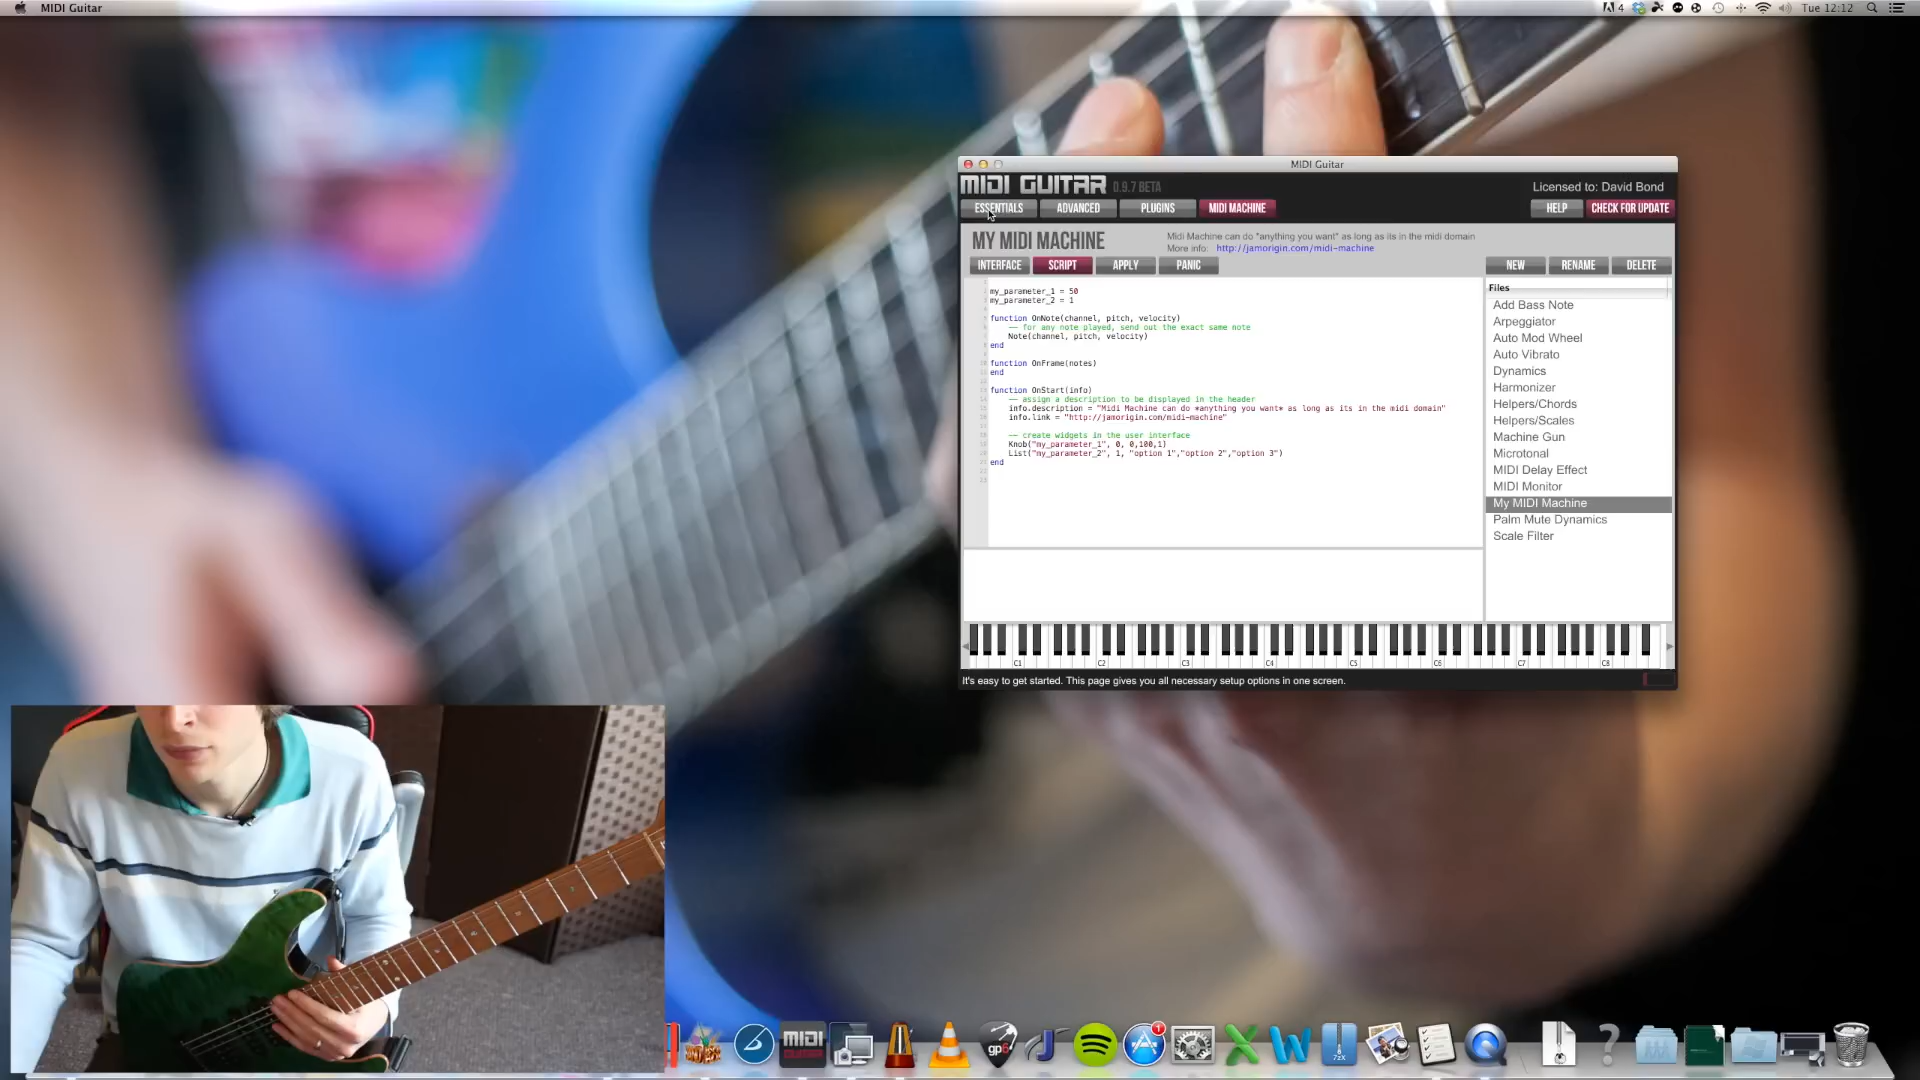 MIDI Guitar
4
Tue 12:12
MIDI Guitar
MIDI GUITAR 0.9.7 BETA
Licensed to: David Bond
ESSENTIALS ADVANCED PLUGINS MIDI MACHINE HELP CHECK FOR UPDATE
MY MIDI MACHINE
Midi Machine can do *anything you want* as long as its in the midi domain
More info: http://jamorigin.com/midi-machine
INTERFACE SCRIPT APPLY PANIC NEW RENAME DELETE
my_parameter_1 = 50
my_parameter_2 = 1
function OnNote(channel, pitch, velocity)
-- for any note played, send out the exact same note
Note(channel, pitch, velocity)
end
function OnFrame(notes)
end
function OnStart(info)
-- assign a description to be displayed in the header
info.description = "Midi Machine can do *anything you want* as long as its in the midi domain"
info.link = "http://jamorigin.com/midi-machine"
-- create widgets in the user interface
Knob("my_parameter_1", 0, 0,100,1)
List("my_parameter_2", 1, "option 1","option 2","option 3")
end
Files
Add Bass Note
Arpeggiator
Auto Mod Wheel
Auto Vibrato
Dynamics
Harmonizer
Helpers/Chords
Helpers/Scales
Machine Gun
Microtonal
MIDI Delay Effect
MIDI Monitor
My MIDI Machine
Palm Mute Dynamics
Scale Filter
C1 C2 C3 C4 C5 C6 C7 C8
It's easy to get started. This page gives you all necessary setup options in one screen.
MIDI GUITAR
gp6
1
7zX